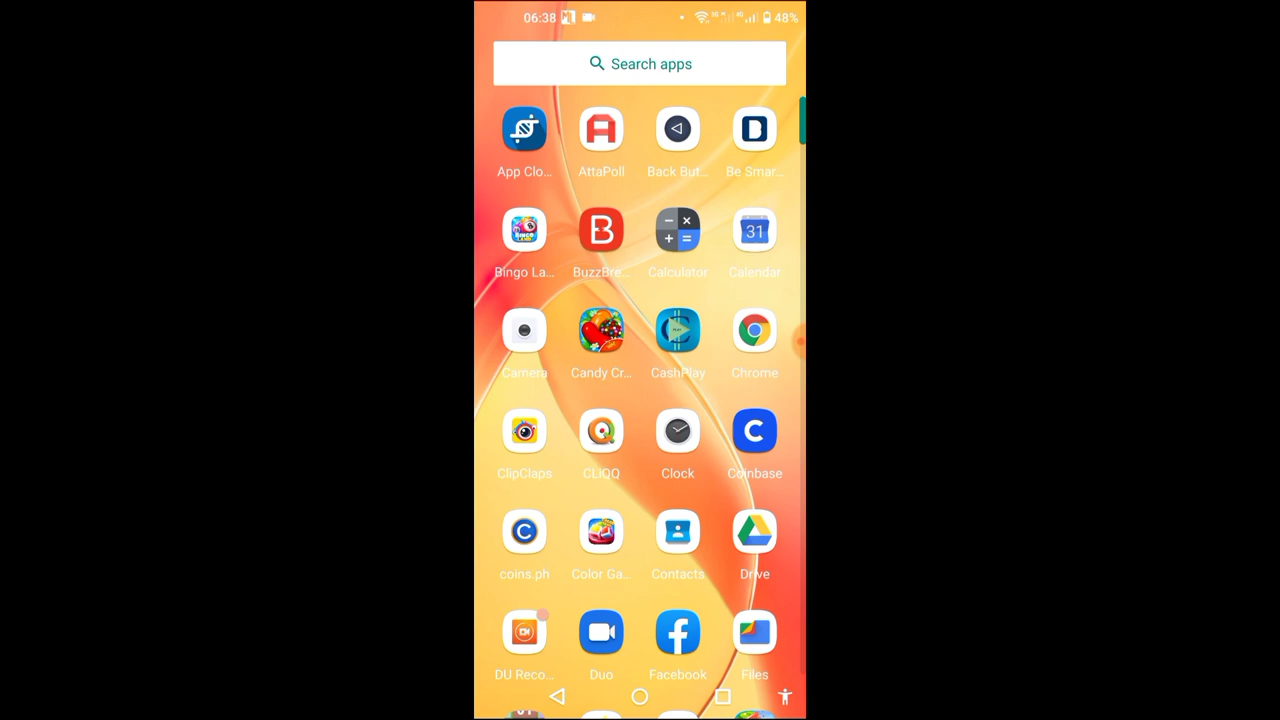 06:38 48%
Search apps
App Clo... AttaPoll Back But... Be Smar...
Bingo La... BuzzBre... Calculator Calendar
31
Camera Candy Cr... CashPlay Chrome
ClipClaps CLiQQ Clock Coinbase
coins.ph Color Ga... Contacts Drive
DU Reco... Duo Facebook Files